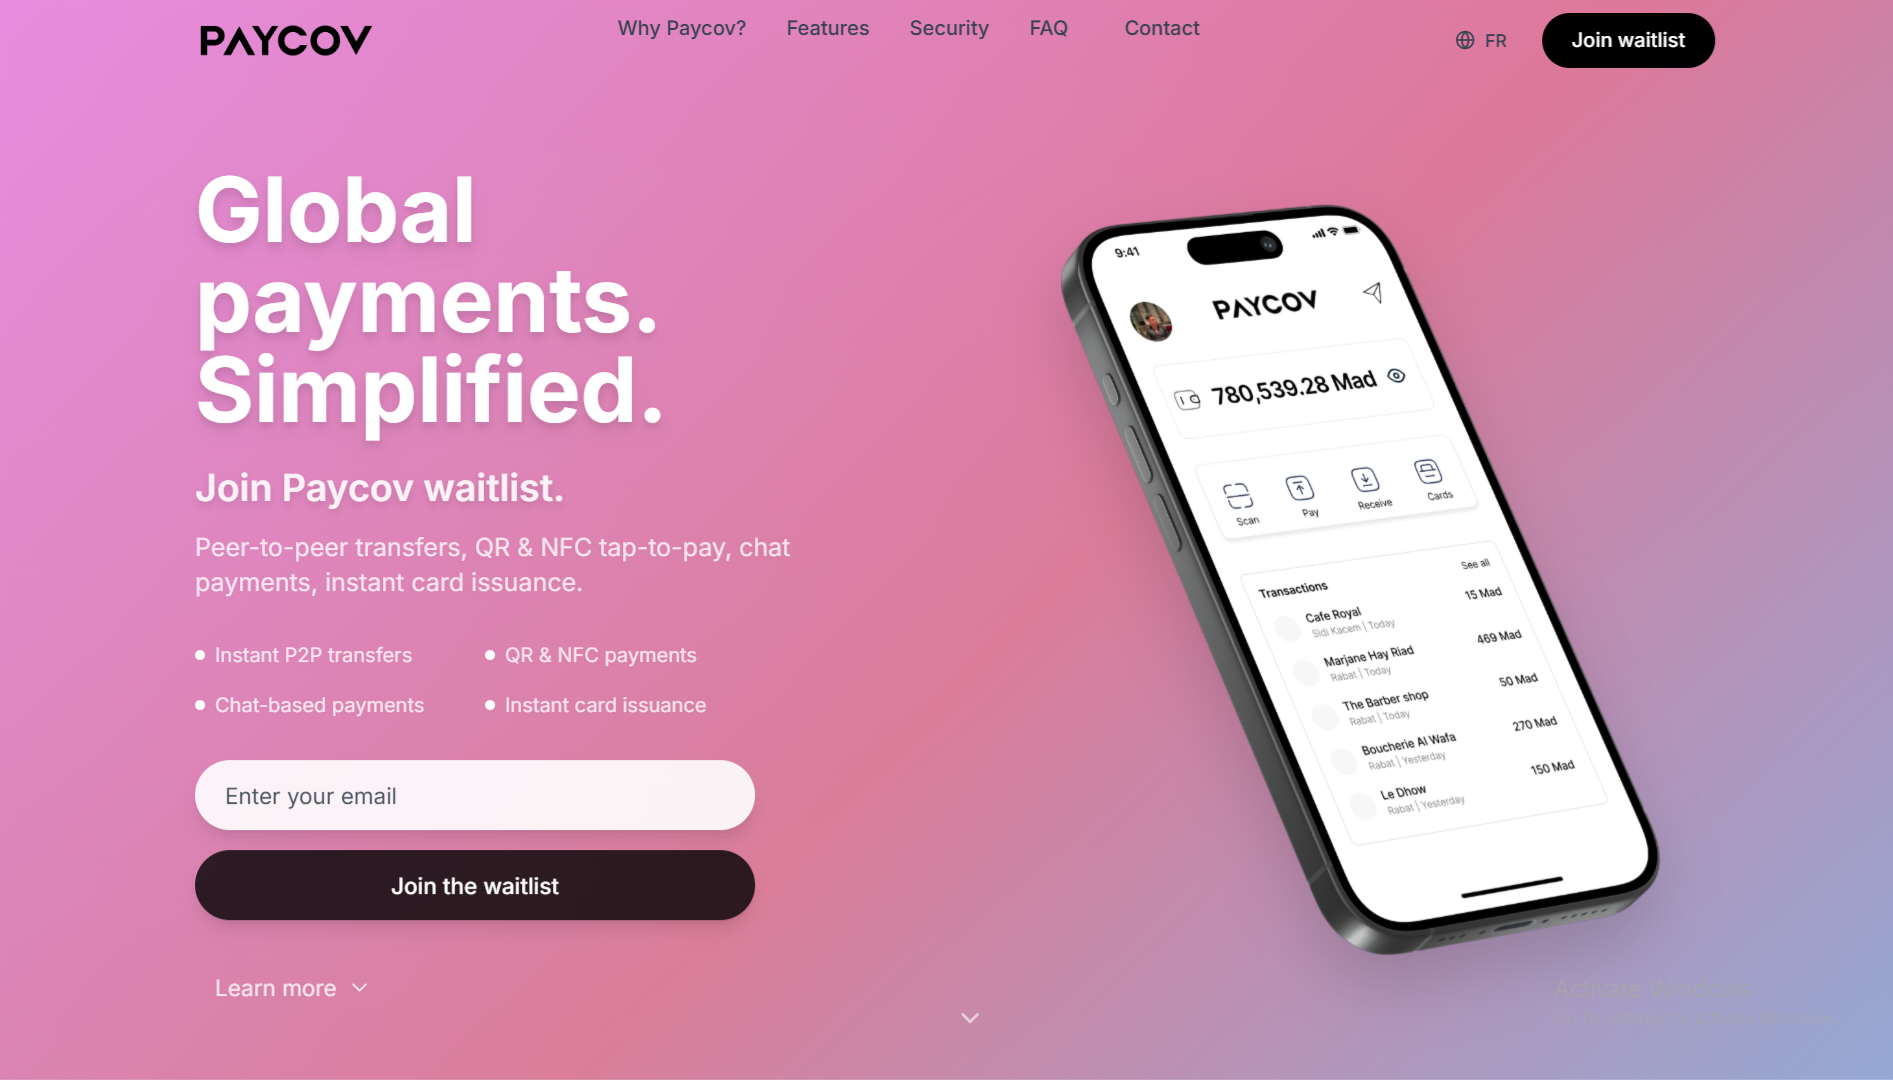 PAYCOV
Why Paycov?
Features
Security
FAQ
Contact
FR
Join waitlist
Global
payments.
Simplified.
Join Paycov waitlist.
Peer-to-peer transfers, QR & NFC tap-to-pay, chat
payments, instant card issuance.
Instant P2P transfers
QR & NFC payments
Chat-based payments
Instant card issuance
Enter your email
Join the waitlist
Learn more
9:41
PAYCOV
780,539.28 Mad
Scan
Pay
Receive
Cards
Transactions
See all
Cafe Royal
15 Mad
Sidi Kacem | Today
Marjane Hay Riad
469 Mad
Rabat | Today
The Barber shop
50 Mad
Rabat | Today
Boucherie Al Wafa
270 Mad
Rabat | Yesterday
Le Dhow
150 Mad
Rabat | Yesterday
Activate Windows